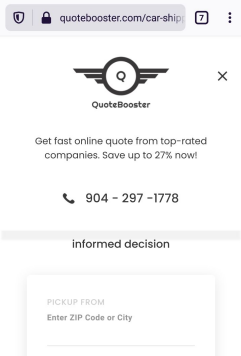 quotebooster.com/car-ship
7
Q
QuoteBooster
Get fast online quote from top-rated
companies. Save up to 27% now!
904 - 297 -1778
informed decision
PICKUP FROM
Enter ZIP Code or City